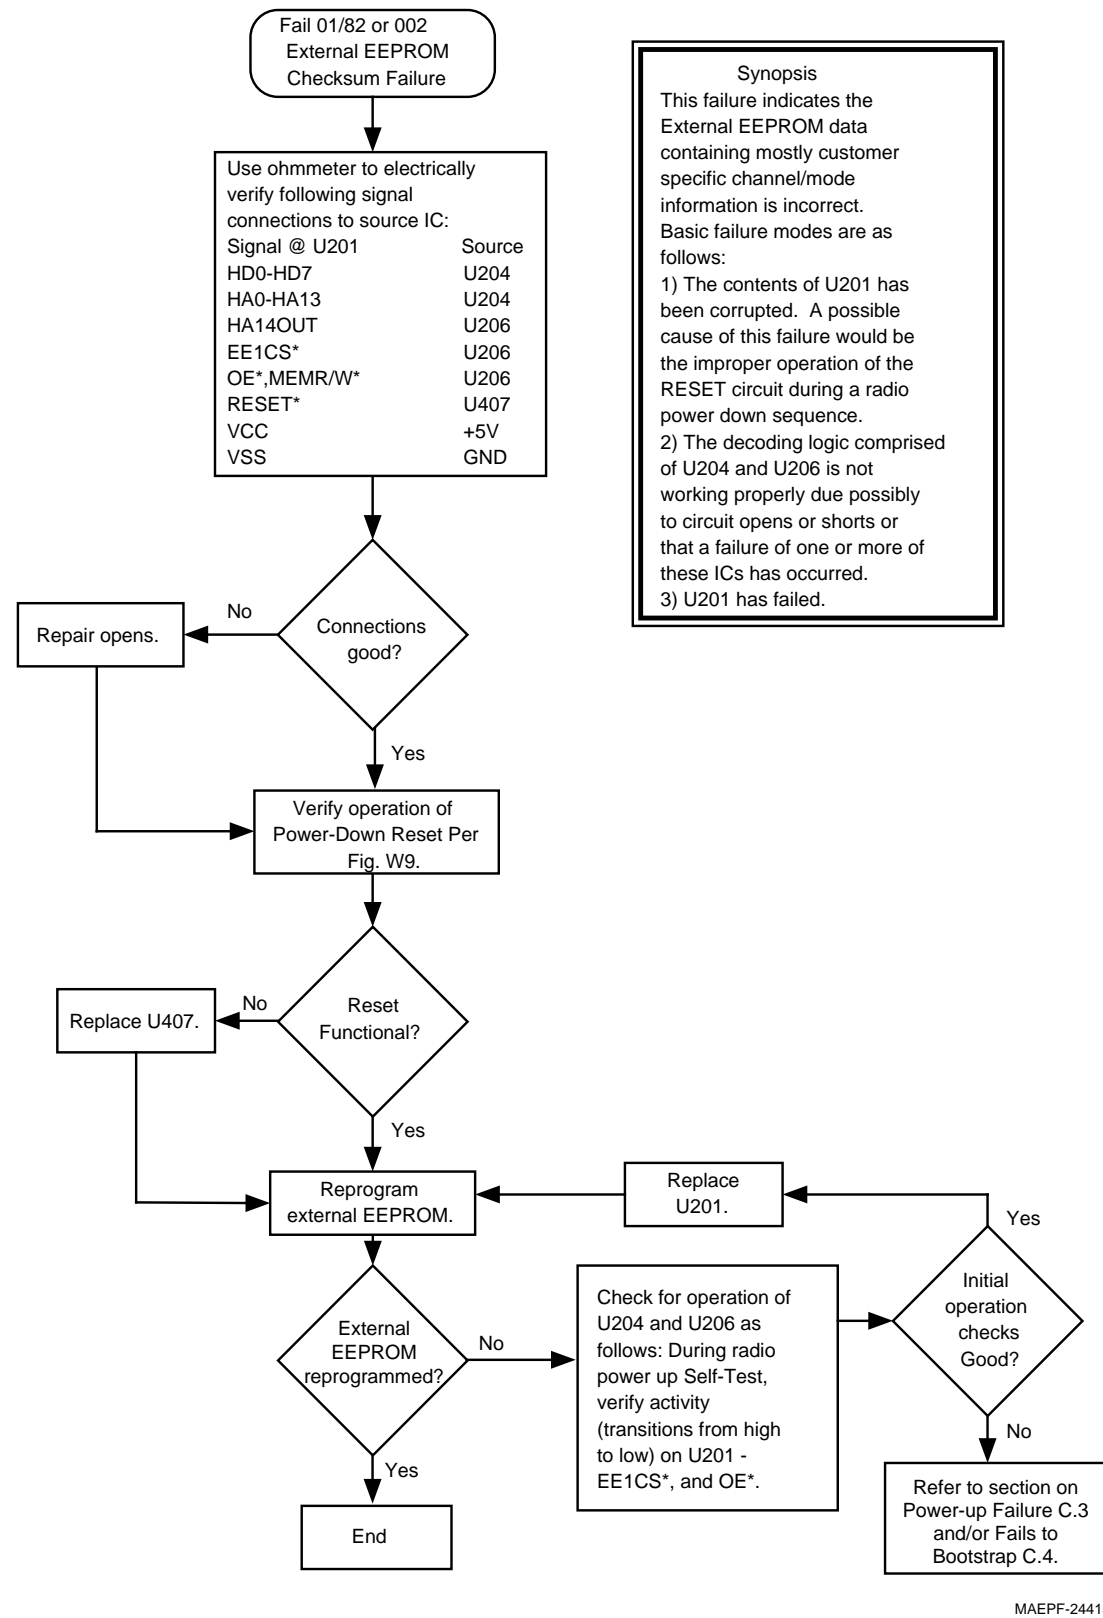 Fail 01/82 or 002
External EEPROM
Checksum Failure
Use ohmmeter to electrically
verify following signal
connections to source IC:
Signal @ U201 Source
HD0-HD7 U204
HA0-HA13 U204
HA14OUT U206
EE1CS* U206
OE*,MEMR/W* U206
RESET* U407
VCC +5V
VSS GND
Synopsis
This failure indicates the
External EEPROM data
containing mostly customer
specific channel/mode
information is incorrect.
Basic failure modes are as
follows:
1) The contents of U201 has
been corrupted. A possible
cause of this failure would be
the improper operation of the
RESET circuit during a radio
power down sequence.
2) The decoding logic comprised
of U204 and U206 is not
working properly due possibly
to circuit opens or shorts or
that a failure of one or more of
these ICs has occurred.
3) U201 has failed.
Connections
good?
No
Repair opens.
Yes
Verify operation of
Power-Down Reset Per
Fig. W9.
Reset
Functional?
No
Replace U407.
Yes
Reprogram
external EEPROM.
External
EEPROM
reprogrammed?
No
Yes
End
Check for operation of
U204 and U206 as
follows: During radio
power up Self-Test,
verify activity
(transitions from high
to low) on U201 -
EE1CS*, and OE*.
Initial
operation
checks
Good?
Yes
Replace
U201.
No
Refer to section on
Power-up Failure C.3
and/or Fails to
Bootstrap C.4.
MAEPF-2441